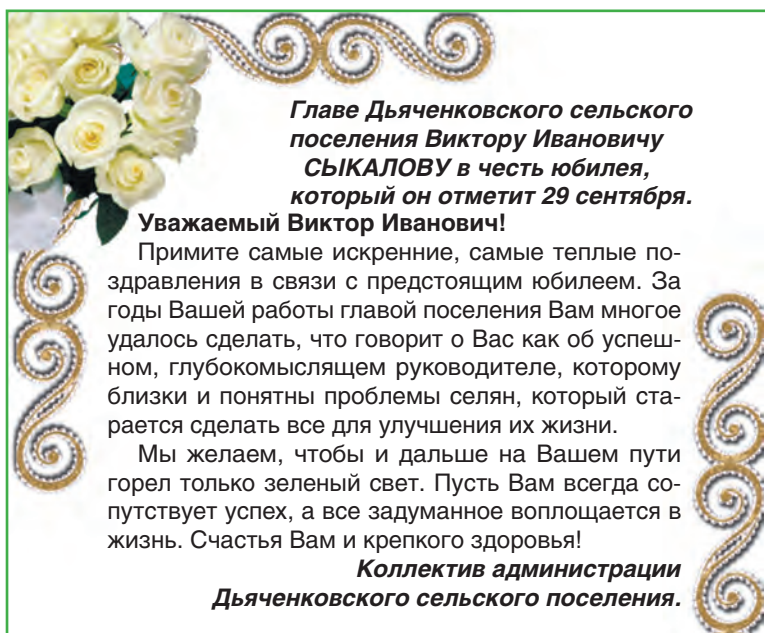 Главе Дьяченковского сельского
поселения Виктору Ивановичу
СЫКАЛОВУ в честь юбилея,
который он отметит 29 сентября.
Уважаемый Виктор Иванович!
Примите самые искренние, самые теплые по-
здравления в связи с предстоящим юбилеем. За
годы Вашей работы главой поселения Вам многое
удалось сделать, что говорит о Вас как об успеш-
ном, глубокомыслящем руководителе, которому
близки и понятны проблемы селян, который ста-
рается сделать все для улучшения их жизни.
Мы желаем, чтобы и дальше на Вашем пути
горел только зеленый свет. Пусть Вам всегда со-
путствует успех, а все задуманное воплощается в
жизнь. Счастья Вам и крепкого здоровья!
Коллектив администрации
Дьяченковского сельского поселения.